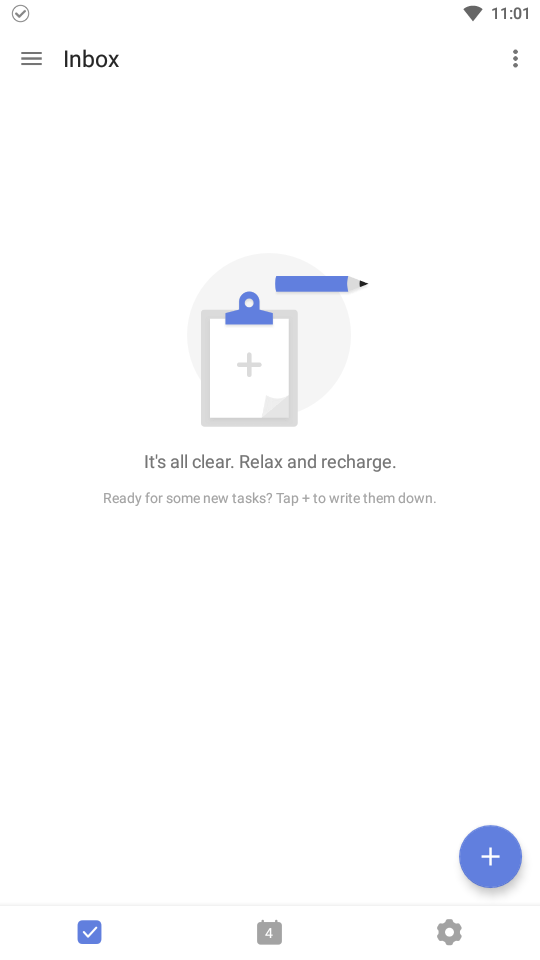 11:01
Inbox
It's all clear. Relax and recharge.
Ready for some new tasks? Tap + to write them down.
4